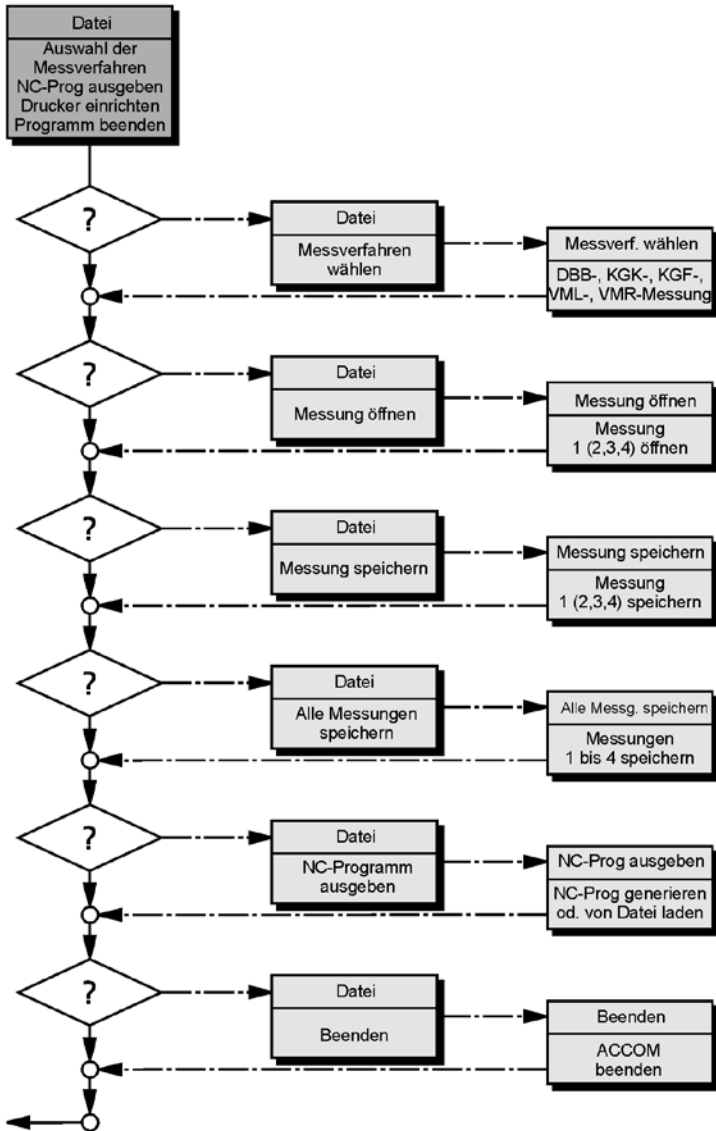 Datei
Auswahl der
Messverfahren
NC-Prog ausgeben
Drucker einrichten
Programm beenden
?
Datei
Messverfahren
wählen
Messverf. wählen
DBB-, KGK-, KGF-,
VML-, VMR-Messung
?
Datei
Messung öffnen
Messung öffnen
Messung
1 (2,3,4) öffnen
?
Datei
Messung speichern
Messung speichern
Messung
1 (2,3,4) speichern
?
Datei
Alle Messungen
speichern
Alle Messg. speichern
Messungen
1 bis 4 speichern
?
Datei
NC-Programm
ausgeben
NC-Prog ausgeben
NC-Prog generieren
od. von Datei laden
?
Datei
Beenden
Beenden
ACCOM
beenden